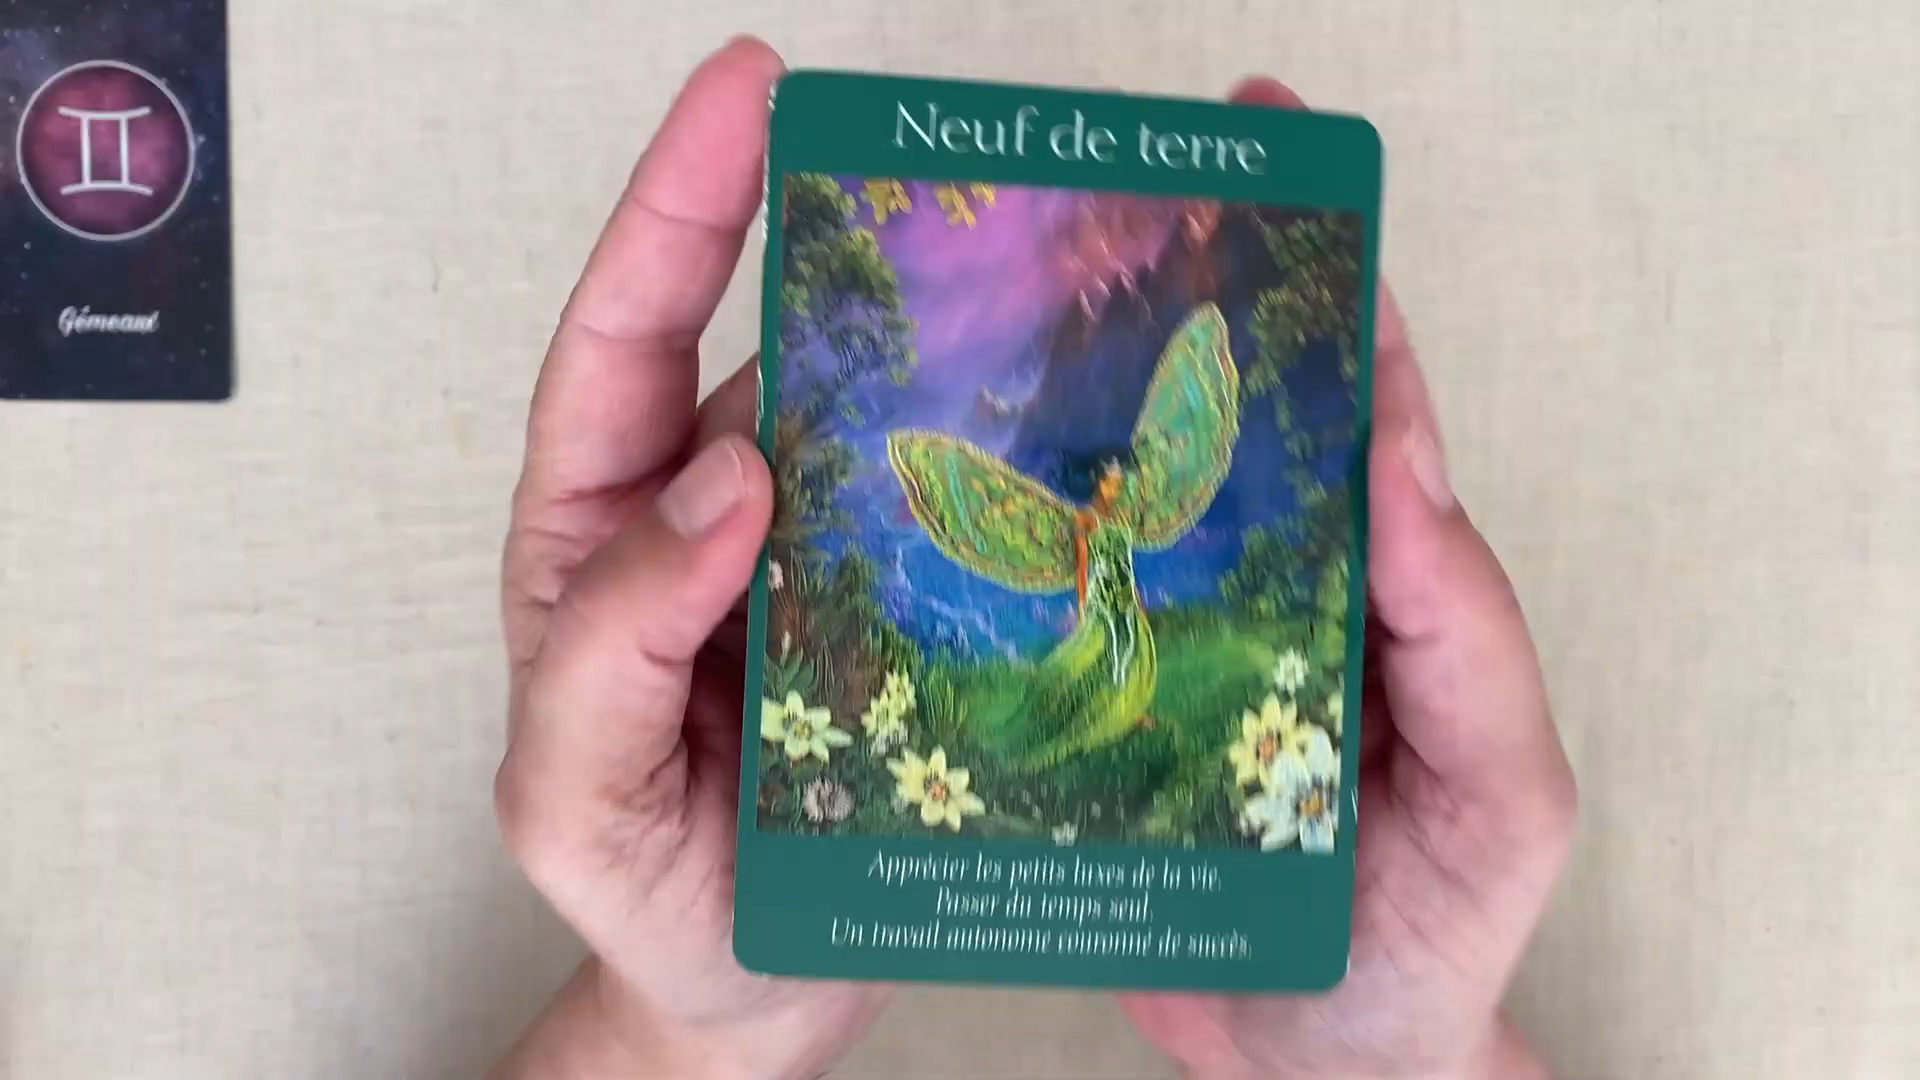 Gémeaux
Neuf de terre
Apprécier les petits luxes de la vie.
Passer du temps seul.
Un travail autonome couronné de succès.